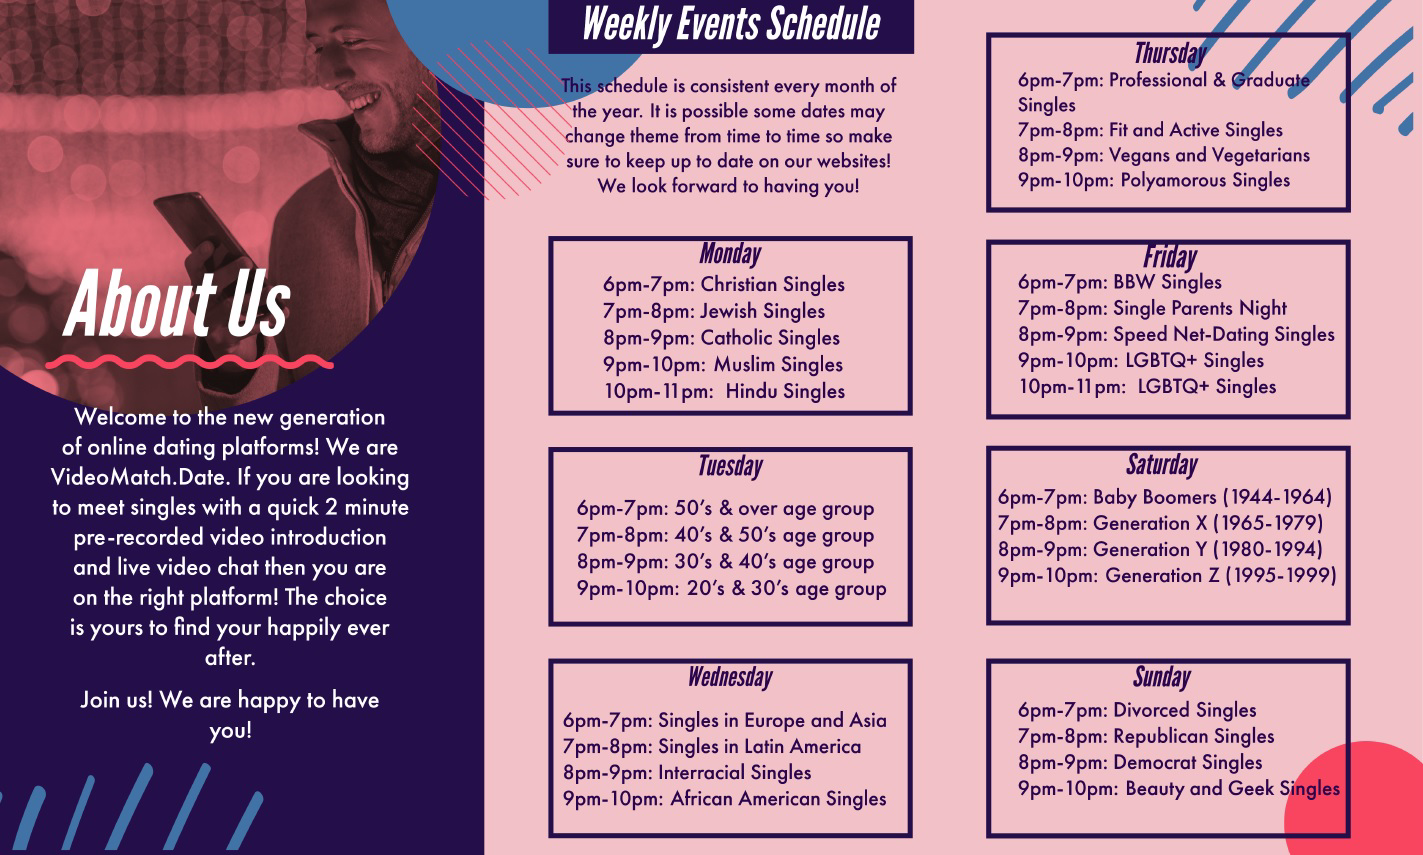 About Us
Welcome to the new generation
of online dating platforms! We are
VideoMatch.Date. If you are looking
to meet singles with a quick 2 minute
pre-recorded video introduction
and live video chat then you are
on the right platform! The choice
is yours to find your happily ever
after.
Join us! We are happy to have
you!
Weekly Events Schedule
This schedule is consistent every month of
the year. It is possible some dates may
change theme from time to time so make
sure to keep up to date on our websites!
We look forward to having you!
Monday
6pm-7pm: Christian Singles
7pm-8pm: Jewish Singles
8pm-9pm: Catholic Singles
9pm-10pm: Muslim Singles
10pm-11pm: Hindu Singles
Tuesday
6pm-7pm: 50's & over age group
7pm-8pm: 40's & 50's age group
8pm-9pm: 30's & 40's age group
9pm-10pm: 20's & 30's age group
Wednesday
6pm-7pm: Singles in Europe and Asia
7pm-8pm: Singles in Latin America
8pm-9pm: Interracial Singles
9pm-10pm: African American Singles
Thursday
6pm-7pm: Professional & Graduate
Singles
7pm-8pm: Fit and Active Singles
8pm-9pm: Vegans and Vegetarians
9pm-10pm: Polyamorous Singles
Friday
6pm-7pm: BBW Singles
7pm-8pm: Single Parents Night
8pm-9pm: Speed Net-Dating Singles
9pm-10pm: LGBTQ+ Singles
10pm-11pm: LGBTQ+ Singles
Saturday
6pm-7pm: Baby Boomers (1944-1964)
7pm-8pm: Generation X (1965-1979)
8pm-9pm: Generation Y (1980-1994)
9pm-10pm: Generation Z (1995-1999)
Sunday
6pm-7pm: Divorced Singles
7pm-8pm: Republican Singles
8pm-9pm: Democrat Singles
9pm-10pm: Beauty and Geek Singles